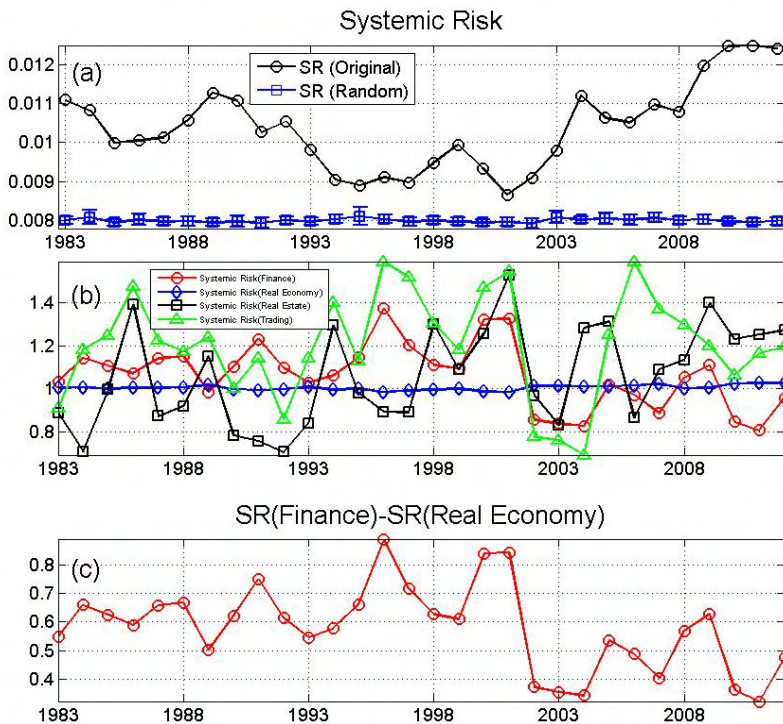 Systemic Risk
0.012
0.011
0.01
0.009
0.008
(a)
SR (Original)
SR (Random)
1983 1988 1993 1998 2003 2008
1.4
1.2
1
0.8
(b)
Systemic Risk(Finance)
Systemic Risk(Real Economy)
Systemic Risk(Real Estate)
Systemic Risk(Trading)
1983 1988 1993 1998 2003 2008
SR(Finance)-SR(Real Economy)
0.8
0.7
0.6
0.5
0.4
(c)
1983 1988 1993 1998 2003 2008